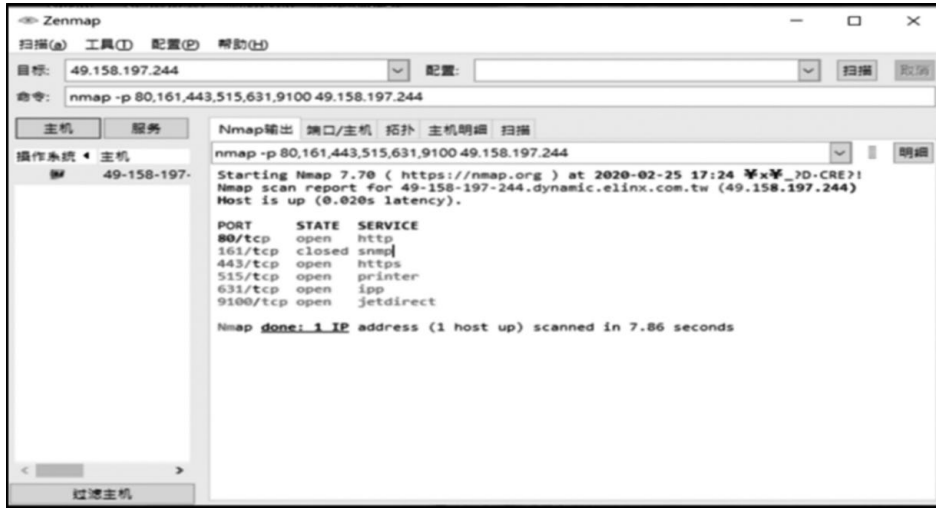 Zenmap
扫描(a) 工具(T) 配置(P) 帮助(H)
目标: 49.158.197.244 配置: 扫描 取消
命令: nmap -p 80,161,443,515,631,9100 49.158.197.244
主机 服务
操作系统 主机
49-158-197-
Nmap输出 端口/主机 拓扑 主机明細 扫描
nmap -p 80,161,443,515,631,9100 49.158.197.244 明細
Starting Nmap 7.70 ( https://nmap.org ) at 2020-02-25 17:24 ¥x¥_?D·CRE?!
Nmap scan report for 49-158-197-244.dynamic.elinx.com.tw (49.158.197.244)
Host is up (0.020s latency).
PORT STATE SERVICE
80/tcp open http
161/tcp closed snmp
443/tcp open https
515/tcp open printer
631/tcp open ipp
9100/tcp open jetdirect
Nmap done: 1 IP address (1 host up) scanned in 7.86 seconds
过滤主机